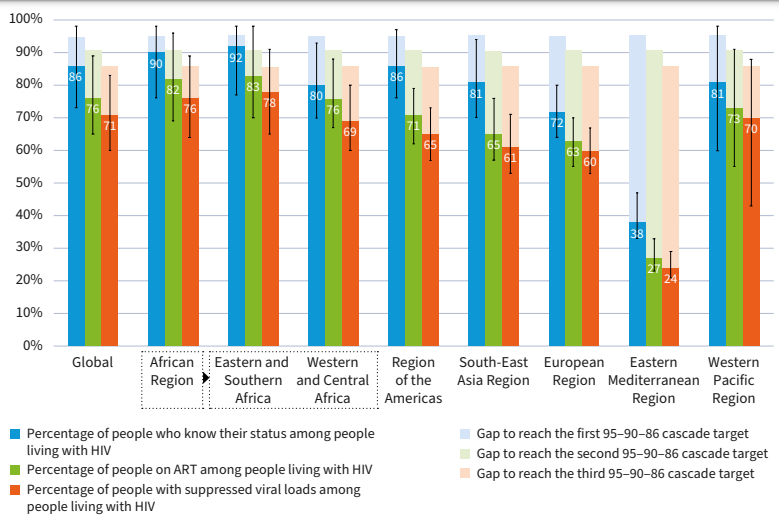 100%
90%
80%
70%
60%
50%
40%
30%
20%
10%
0%
86 76 71
90 82 76
92 83 78
80 76 69
86 71 65
81 65 61
72 63 60
38 27 24
81 73 70
Global
African
Region
Eastern and
Southern
Africa
Western
and Central
Africa
Region
of the
Americas
South-East
Asia Region
European
Region
Eastern
Mediterranean
Region
Western
Pacific
Region
Percentage of people who know their status among people
living with HIV
Percentage of people on ART among people living with HIV
Percentage of people with suppressed viral loads among
people living with HIV
Gap to reach the first 95–90–86 cascade target
Gap to reach the second 95–90–86 cascade target
Gap to reach the third 95–90–86 cascade target